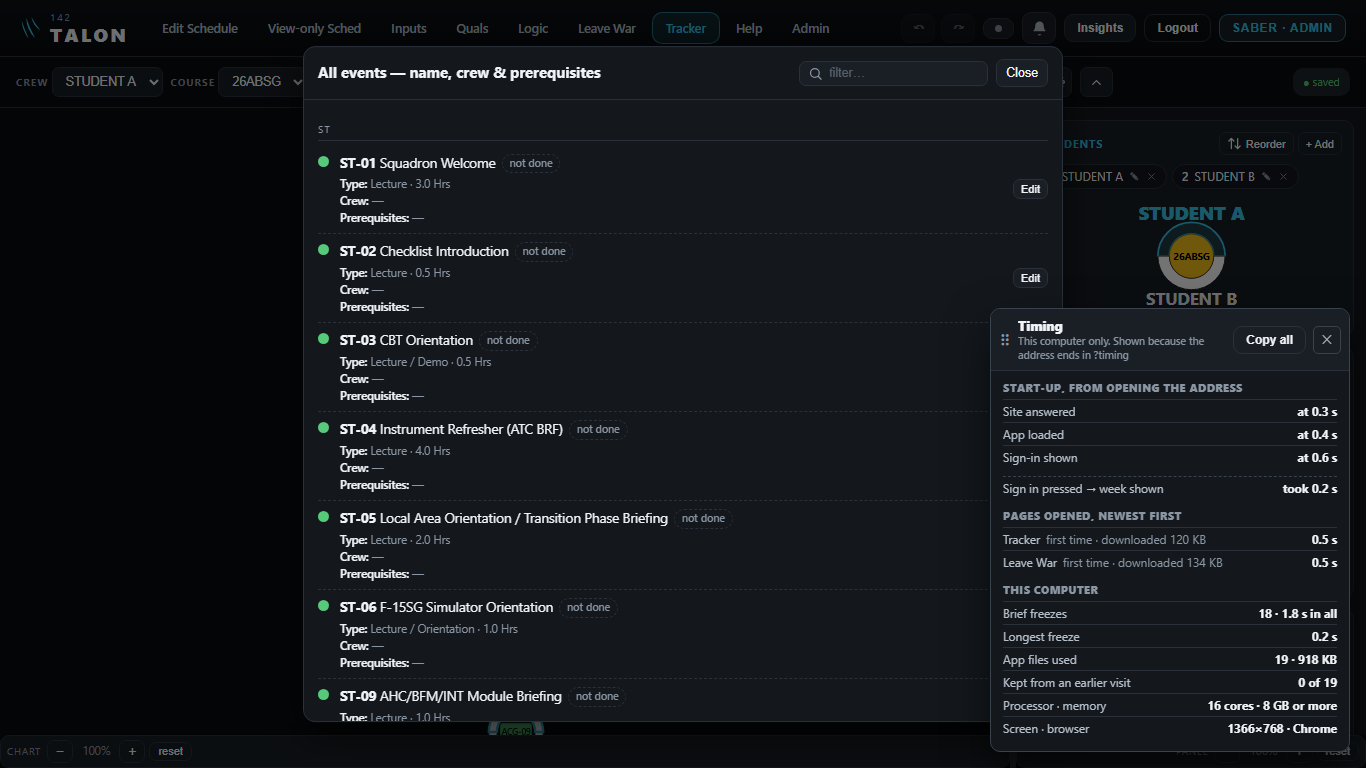 142
TALON
Edit Schedule
View-only Sched
Inputs
Quals
Logic
Leave War
Tracker
Help
Admin
Insights
Logout
SABER · ADMIN
CREW
STUDENT A
COURSE
26ABSG
saved
All events — name, crew & prerequisites
filter...
Close
ST
ST-01 Squadron Welcome not done
Type: Lecture · 3.0 Hrs
Crew: —
Prerequisites: —
Edit
ST-02 Checklist Introduction not done
Type: Lecture · 0.5 Hrs
Crew: —
Prerequisites: —
Edit
ST-03 CBT Orientation not done
Type: Lecture / Demo · 0.5 Hrs
Crew: —
Prerequisites: —
ST-04 Instrument Refresher (ATC BRF) not done
Type: Lecture · 4.0 Hrs
Crew: —
Prerequisites: —
ST-05 Local Area Orientation / Transition Phase Briefing not done
Type: Lecture · 2.0 Hrs
Crew: —
Prerequisites: —
ST-06 F-15SG Simulator Orientation not done
Type: Lecture / Orientation · 1.0 Hrs
Crew: —
Prerequisites: —
ST-09 AHC/BFM/INT Module Briefing not done
Type: Lecture · 1.0 Hrs
DENTS
Reorder
+ Add
STUDENT A
2 STUDENT B
STUDENT A
26ABSG
STUDENT B
Timing
This computer only. Shown because the
address ends in ?timing
Copy all
START-UP, FROM OPENING THE ADDRESS
Site answered at 0.3 s
App loaded at 0.4 s
Sign-in shown at 0.6 s
Sign in pressed → week shown took 0.2 s
PAGES OPENED, NEWEST FIRST
Tracker first time · downloaded 120 KB 0.5 s
Leave War first time · downloaded 134 KB 0.5 s
THIS COMPUTER
Brief freezes 18 · 1.8 s in all
Longest freeze 0.2 s
App files used 19 · 918 KB
Kept from an earlier visit 0 of 19
Processor · memory 16 cores · 8 GB or more
Screen · browser 1366×768 · Chrome
ACG-09
CHART
−
100%
+
reset